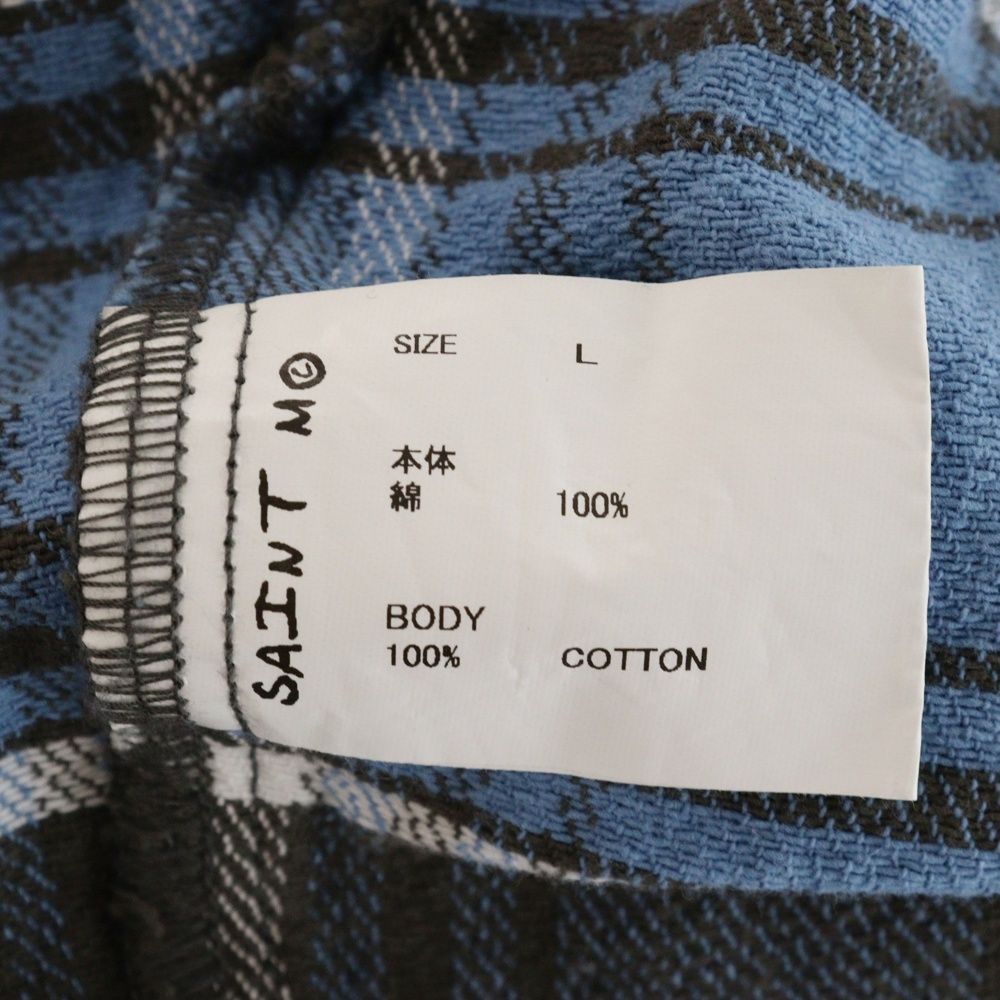 SAINT M©
SIZE L
本体
綿 100%
BODY
100% COTTON